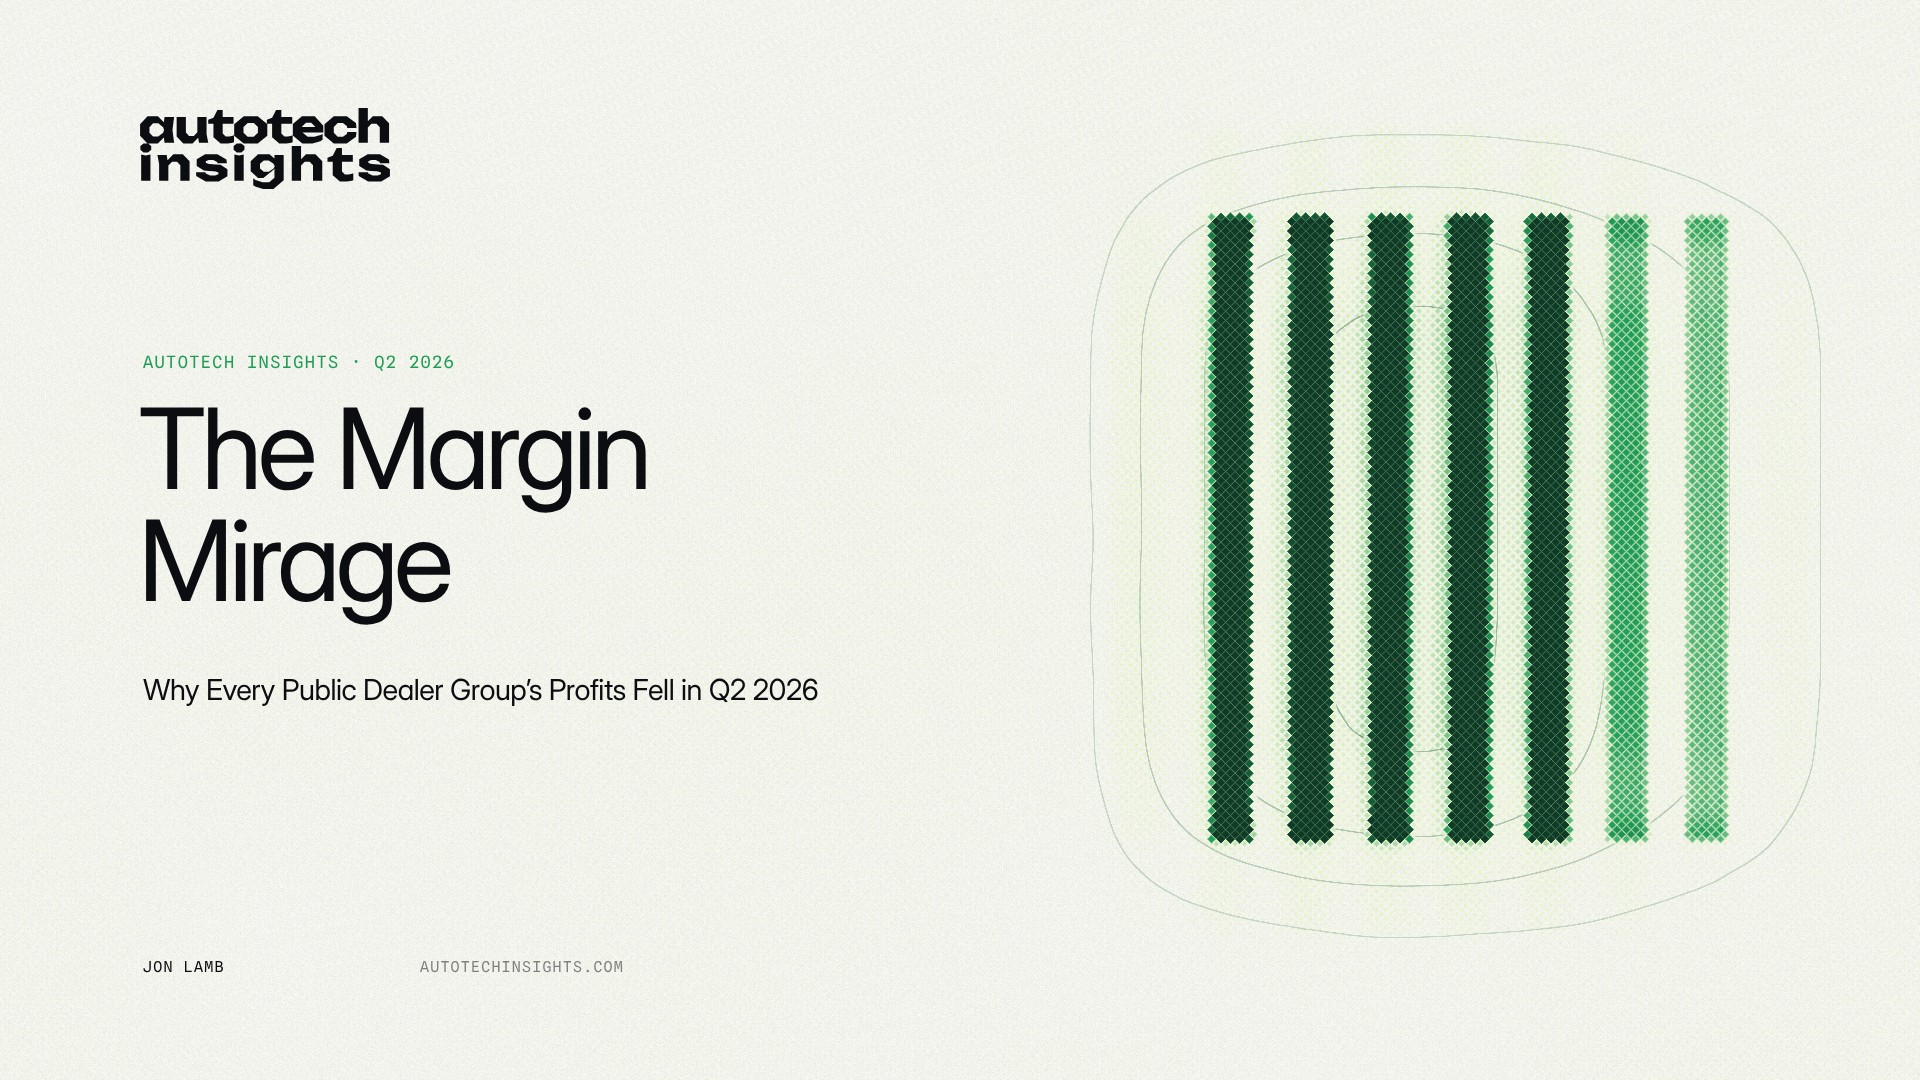 autotech
insights
AUTOTECH INSIGHTS · Q2 2026
The Margin
Mirage
Why Every Public Dealer Group’s Profits Fell in Q2 2026
JON LAMB
AUTOTECHINSIGHTS.COM